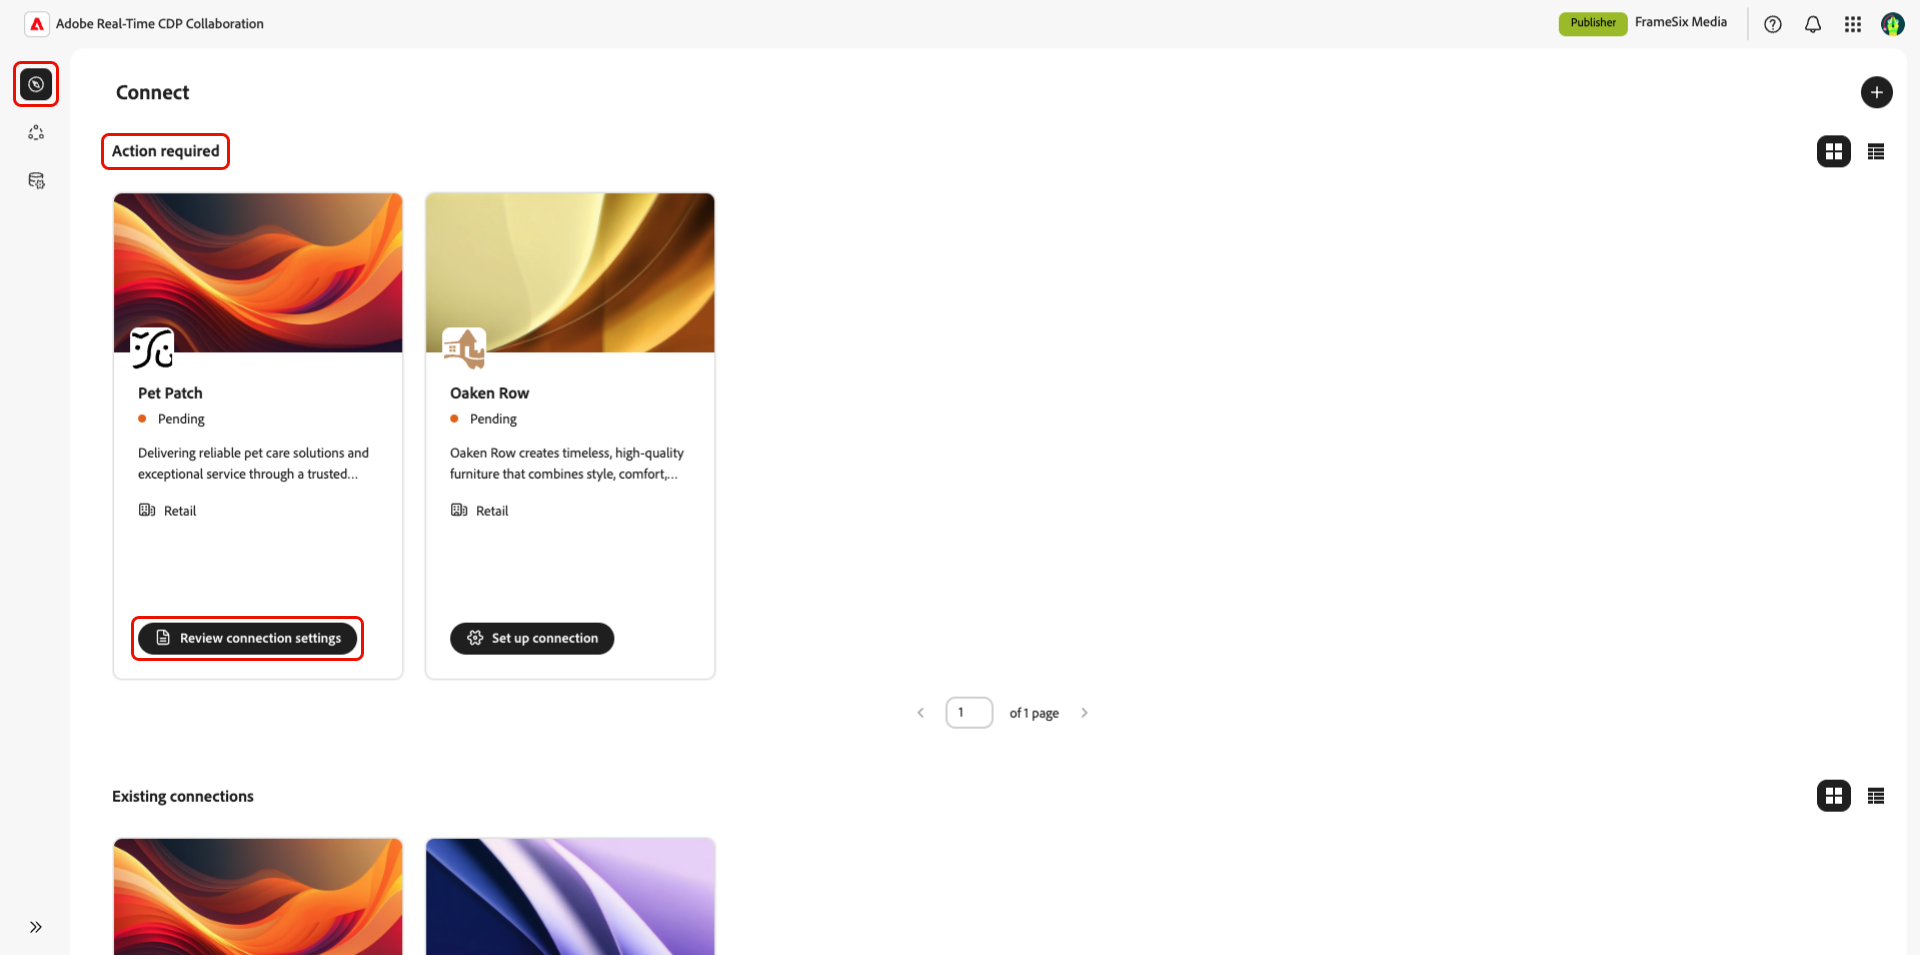 Adobe Real-Time CDP Collaboration
Publisher
FrameSix Media
Connect
Action required
Pet Patch
Pending
Delivering reliable pet care solutions and
exceptional service through a trusted...
Retail
Review connection settings
Oaken Row
Pending
Oaken Row creates timeless, high-quality
furniture that combines style, comfort,...
Retail
Set up connection
1
of 1 page
Existing connections